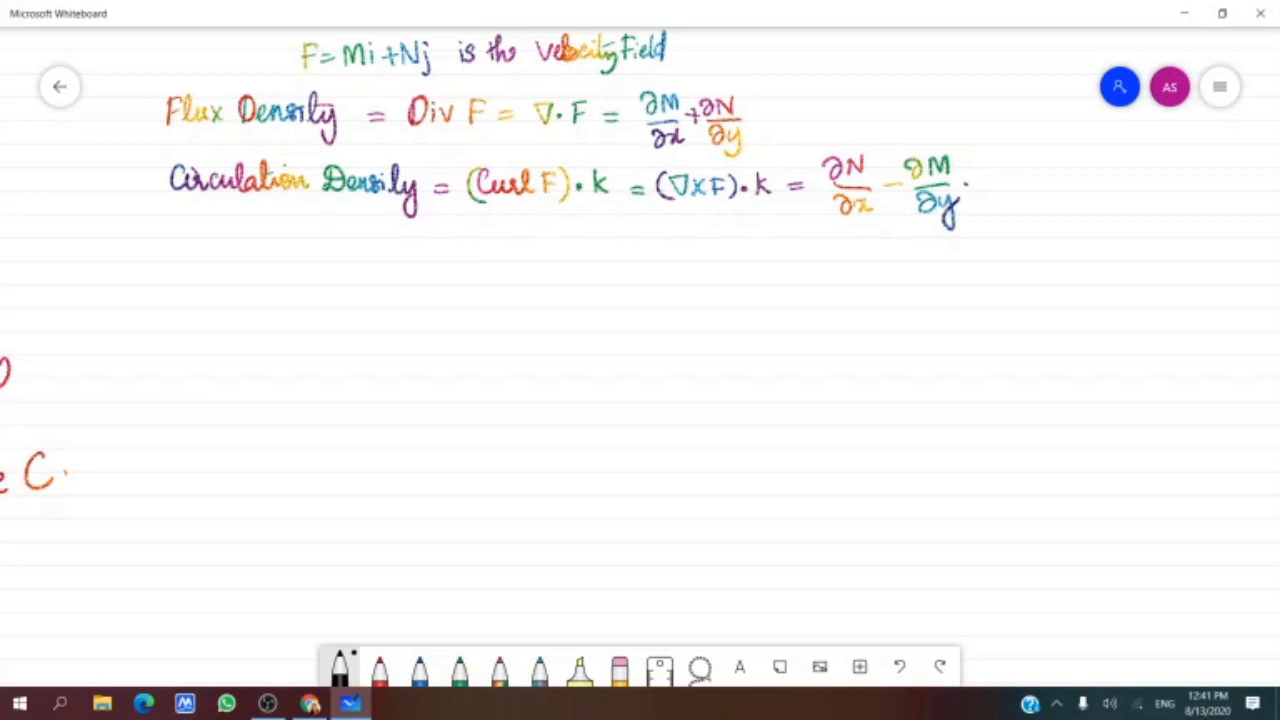 Microsoft Whiteboard
F = Mi + Nj is the Velocity Field
AS
Flux Density = Div F = ∇·F = ∂M/∂x + ∂N/∂y
Circulation Density = (Curl F)·k = (∇×F)·k = ∂N/∂x − ∂M/∂y.
C.
A
ENG
12:41 PM
8/13/2020